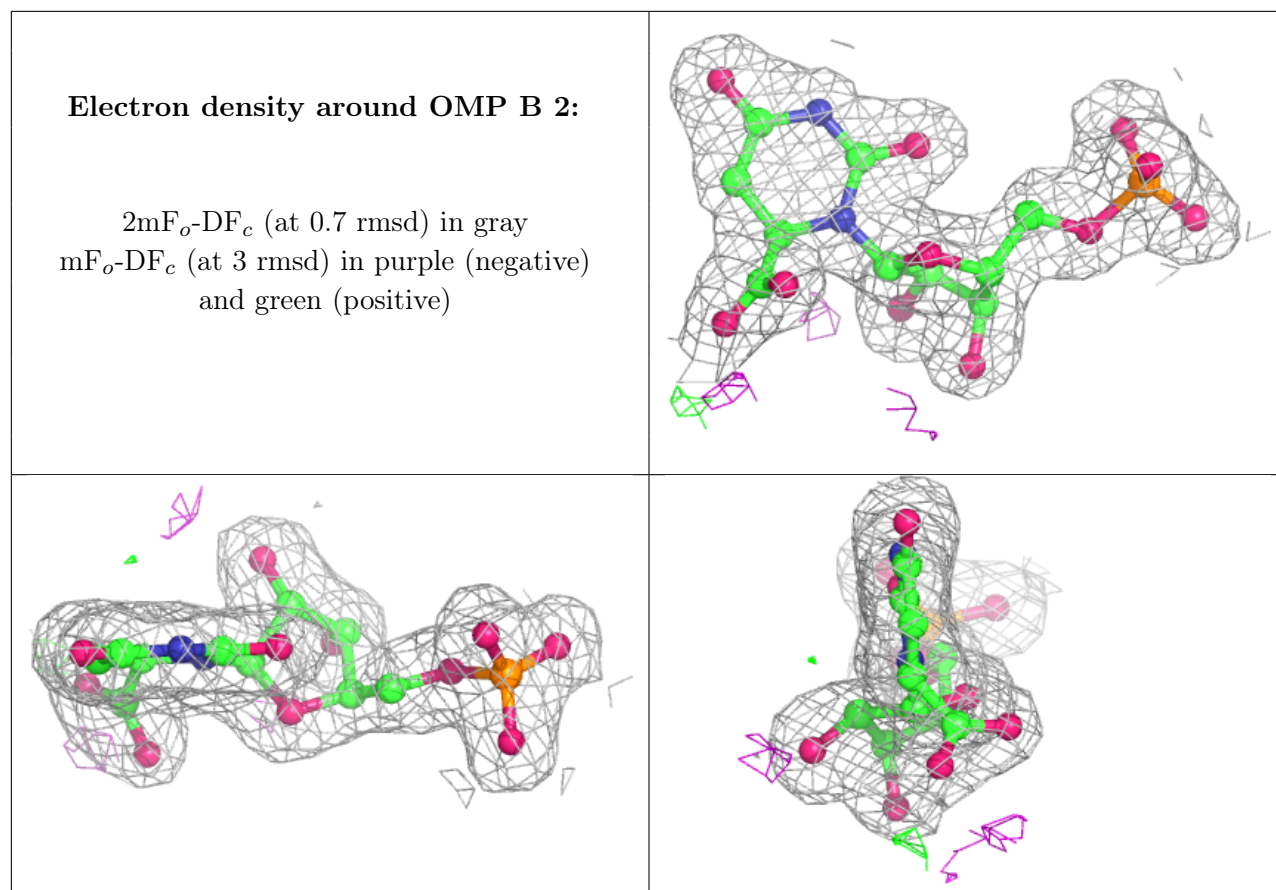 Electron density around OMP B 2:
2mFo-DFc (at 0.7 rmsd) in gray
mFo-DFc (at 3 rmsd) in purple (negative)
and green (positive)